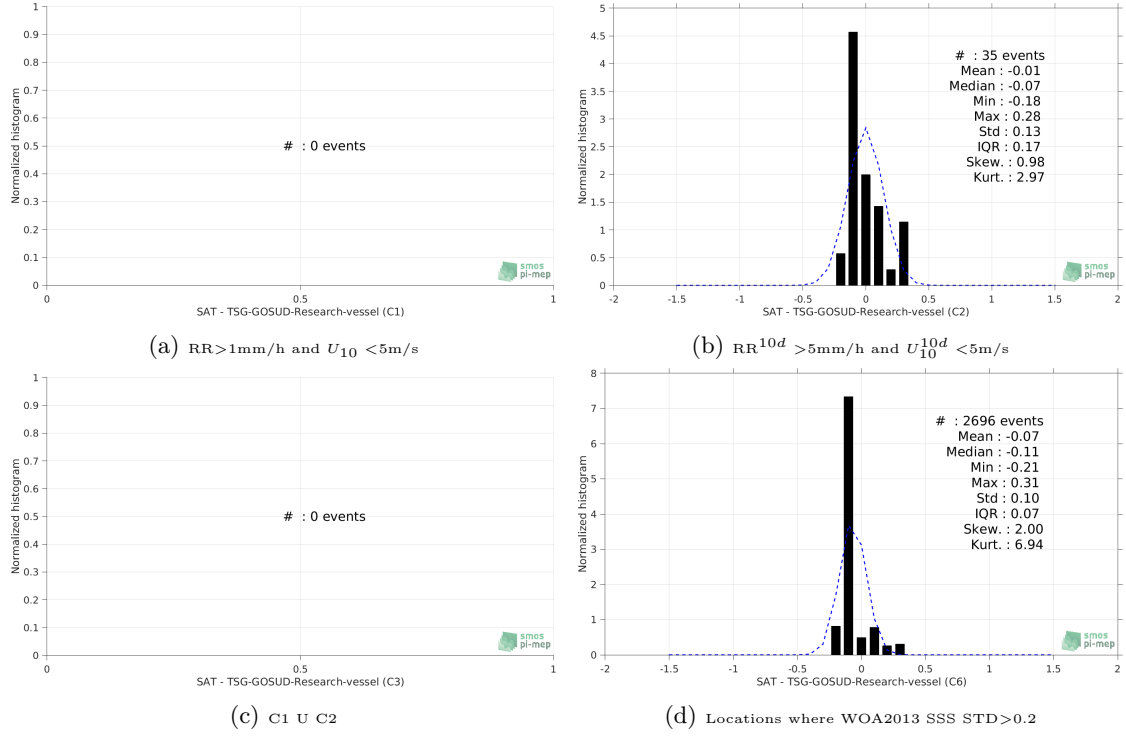 1
0.9
0.8
0.7
0.6
0.5
0.4
0.3
0.2
0.1
0
Normalized histogram
# : 0 events
smos
pi-mep
0 0.5 1
SAT - TSG-GOSUD-Research-vessel (C1)
(a) RR>1mm/h and U10 <5m/s
5
4.5
4
3.5
3
2.5
2
1.5
1
0.5
0
Normalized histogram
# : 35 events
Mean : -0.01
Median : -0.07
Min : -0.18
Max : 0.28
Std : 0.13
IQR : 0.17
Skew. : 0.98
Kurt. : 2.97
smos
pi-mep
-2 -1.5 -1 -0.5 0 0.5 1 1.5 2
SAT - TSG-GOSUD-Research-vessel (C2)
(b) RR^10d >5mm/h and U10^10d <5m/s
1
0.9
0.8
0.7
0.6
0.5
0.4
0.3
0.2
0.1
0
Normalized histogram
# : 0 events
smos
pi-mep
0 0.5 1
SAT - TSG-GOSUD-Research-vessel (C3)
(c) C1 U C2
8
7
6
5
4
3
2
1
0
Normalized histogram
# : 2696 events
Mean : -0.07
Median : -0.11
Min : -0.21
Max : 0.31
Std : 0.10
IQR : 0.07
Skew. : 2.00
Kurt. : 6.94
smos
pi-mep
-2 -1.5 -1 -0.5 0 0.5 1 1.5 2
SAT - TSG-GOSUD-Research-vessel (C6)
(d) Locations where WOA2013 SSS STD>0.2